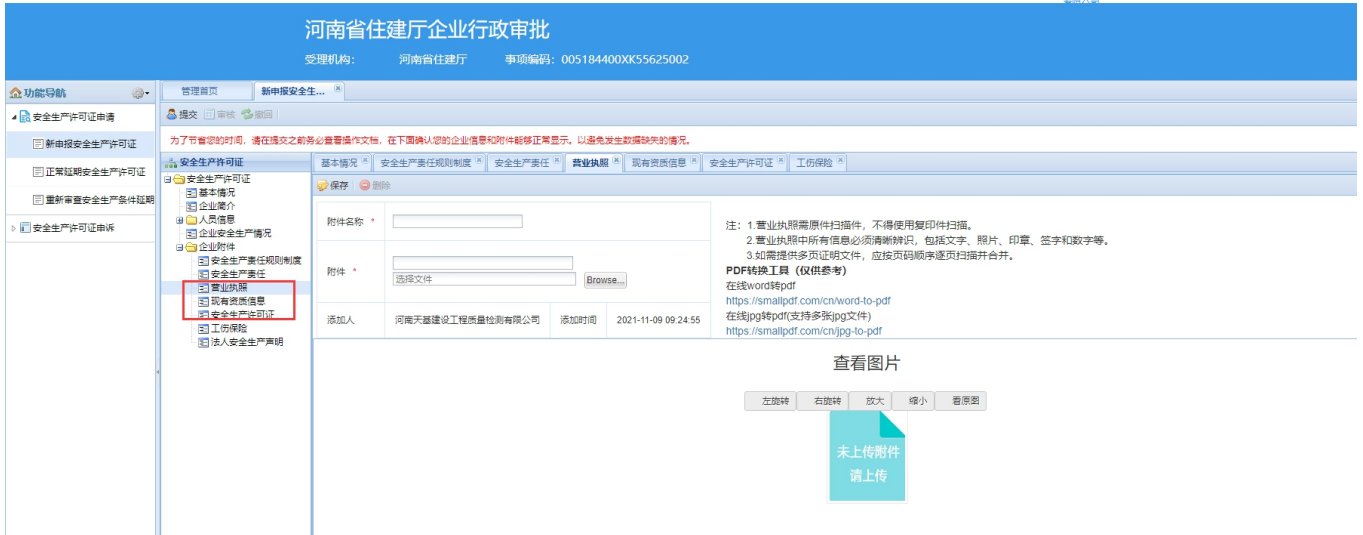 河南省住建厅企业行政审批
受理机构： 河南省住建厅 事项编码：005184400XK55625002
功能导航
安全生产许可证申请
新申报安全生产许可证
正常延期安全生产许可证
重新审查安全生产条件延期
安全生产许可证申诉
管理首页 新申报安全生...
提交 审核 撤回
为了节省您的时间，请在提交之前务必查看操作文档，在下面确认您的企业信息和附件能够正常显示。以避免发生数据缺失的情况。
安全生产许可证
安全生产许可证
基本情况
企业简介
人员信息
企业安全生产情况
企业附件
安全生产责任规则制度
安全生产责任
营业执照
现有资质信息
安全生产许可证
工伤保险
法人安全生产声明
基本情况 安全生产责任规则制度 安全生产责任 营业执照 现有资质信息 安全生产许可证 工伤保险
保存 删除
附件名称 *
附件 *
选择文件 Browse...
添加人 河南天基建设工程质量检测有限公司 添加时间 2021-11-09 09:24:55
注：1.营业执照需原件扫描件，不得使用复印件扫描。
2.营业执照中所有信息必须清晰辨识，包括文字、照片、印章、签字和数字等。
3.如需提供多页证明文件，应按页码顺序逐页扫描并合并。
PDF转换工具（仅供参考）
在线word转pdf
https://smallpdf.com/cn/word-to-pdf
在线jpg转pdf(支持多张jpg文件)
https://smallpdf.com/cn/jpg-to-pdf
查看图片
左旋转 右旋转 放大 缩小 看原图
未上传附件
请上传